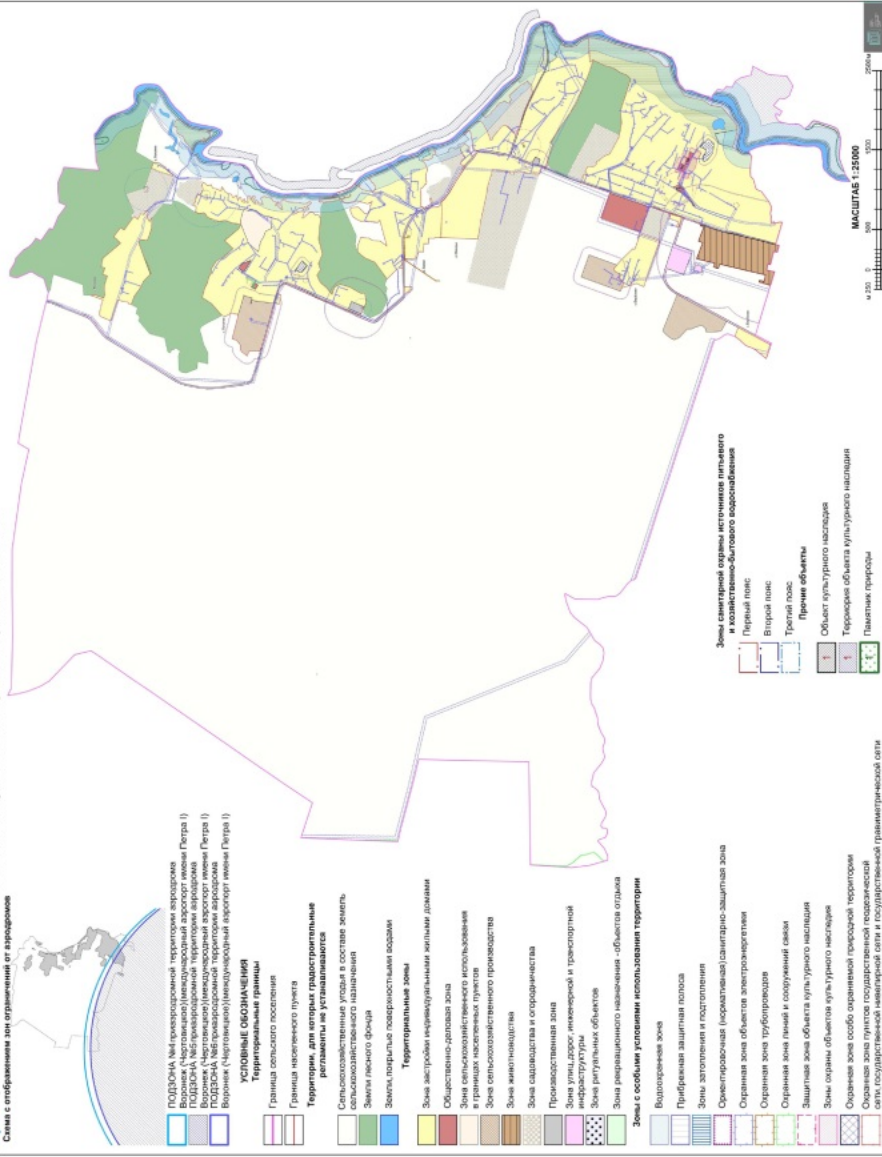 Схема с отображением зон ограничений от аэродромов
ПОДЗОНА №4 приаэродромной территории аэродрома
Воронеж (Чертовицкое)(международный аэропорт имени Петра I)
ПОДЗОНА №5 приаэродромной территории аэродрома
Воронеж (Чертовицкое)(международный аэропорт имени Петра I)
ПОДЗОНА №6 приаэродромной территории аэродрома
Воронеж (Чертовицкое)(международный аэропорт имени Петра I)
УСЛОВНЫЕ ОБОЗНАЧЕНИЯ
Территориальные границы
Граница сельского поселения
Граница населенного пункта
Территории, для которых градостроительные
регламенты не устанавливаются
Сельскохозяйственные угодья в составе земель
сельскохозяйственного назначения
Земли лесного фонда
Земли, покрытые поверхностными водами
Территориальные зоны
Зона застройки индивидуальными жилыми домами
Общественно-деловая зона
Зона сельскохозяйственного использования
в границах населенных пунктов
Зона сельскохозяйственного производства
Зона животноводства
Зона садоводства и огородничества
Производственная зона
Зона улиц, дорог, инженерной и транспортной
инфраструктуры
Зона ритуальных объектов
Зона рекреационного назначения -объектов отдыха
Зоны с особыми условиями использования территории
Водоохранная зона
Прибрежная защитная полоса
Зоны затопления и подтопления
Ориентировочная (нормативная) санитарно-защитная зона
Охранная зона объектов электроэнергетики
Охранная зона трубопроводов
Охранная зона линий и сооружений связи
Защитная зона объекта культурного наследия
Зоны охраны объектов культурного наследия
Охранная зона особо охраняемой природной территории
Охранная зона пунктов государственной геодезической
сети, государственной нивелирной сети и государственной гравиметрической сети
Зоны санитарной охраны источников питьевого
и хозяйственно-бытового водоснабжения
Первый пояс
Второй пояс
Третий пояс
Прочие объекты
Объект культурного наследия
Территория объекта культурного наследия
Памятник природы
МАСШТАБ 1:25000
м 250 0 500 1500 2500м